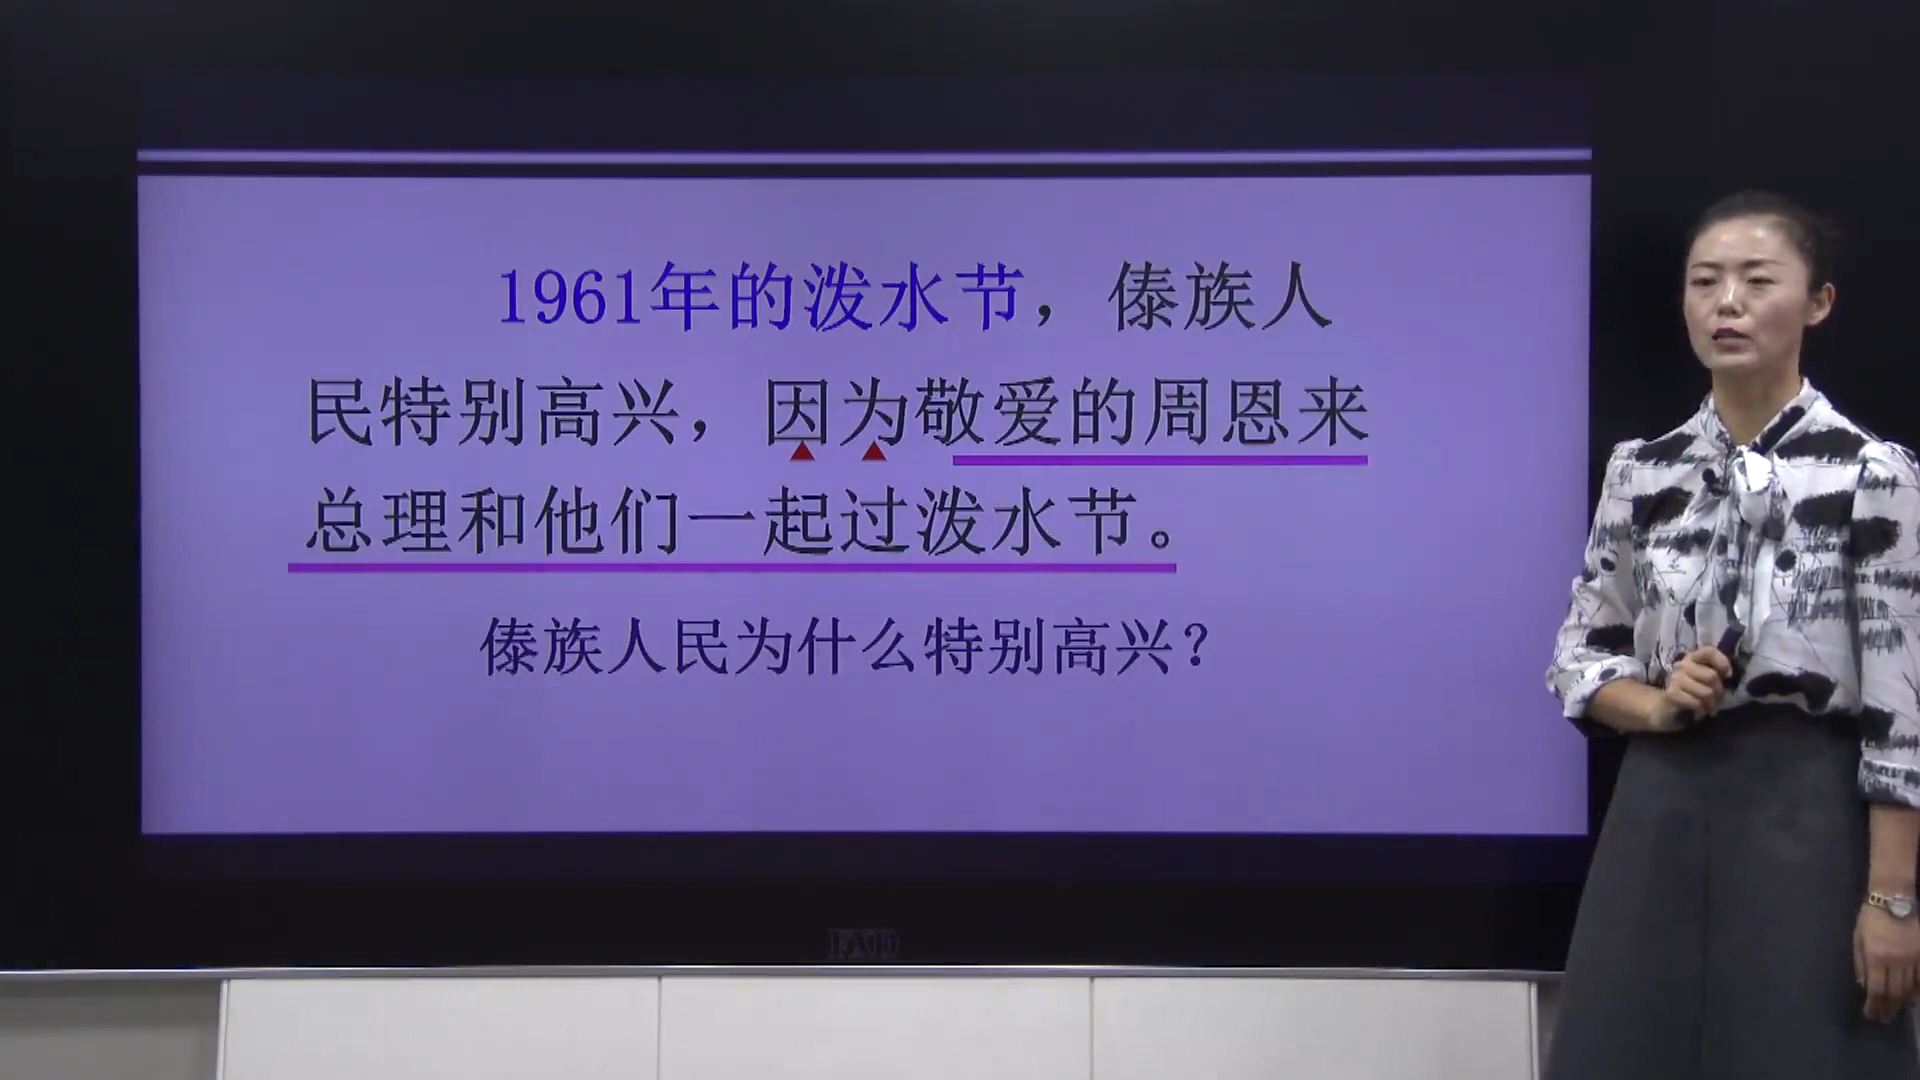 1961年的泼水节，傣族人
民特别高兴，因为敬爱的周恩来
总理和他们一起过泼水节。
傣族人民为什么特别高兴？
FXD